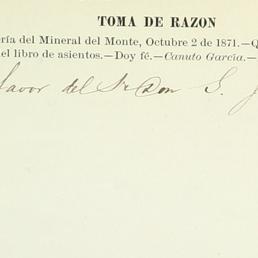 TOMA DE RAZON
ería del Mineral del Monte, Octubre 2 de 1871.—Q
el libro de asientos.—Doy fé.—Canuto García.—
favor del Sr Don S. J